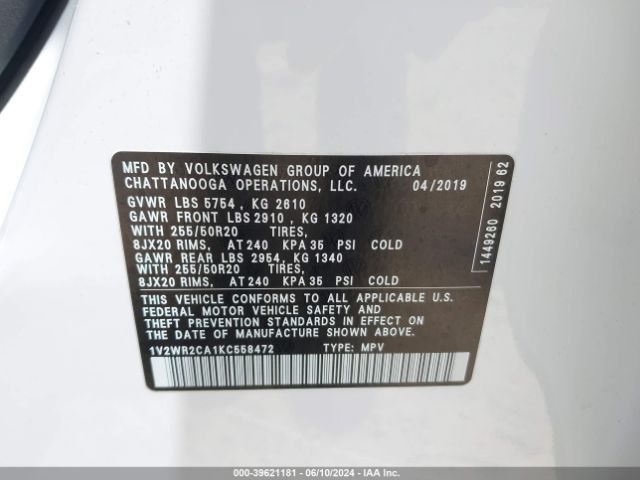 MFD BY VOLKSWAGEN GROUP OF AMERICA
CHATTANOOGA OPERATIONS, LLC. 04/2019
GVWR LBS 5754 , KG 2610
GAWR FRONT LBS 2910 , KG 1320
WITH 255/50R20 TIRES,
8JX20 RIMS, AT 240 KPA 35 PSI COLD
GAWR REAR LBS 2954, KG 1340
WITH 255/50R20 TIRES,
8JX20 RIMS, AT 240 KPA 35 PSI COLD
THIS VEHICLE CONFORMS TO ALL APPLICABLE U.S.
FEDERAL MOTOR VEHICLE SAFETY AND
THEFT PREVENTION STANDARDS IN EFFECT ON
THE DATE OF MANUFACTURE SHOWN ABOVE.
1V2WR2CA1KC558472 TYPE: MPV
1449260 2019 62
000-39621181 - 06/10/2024 - IAA Inc.